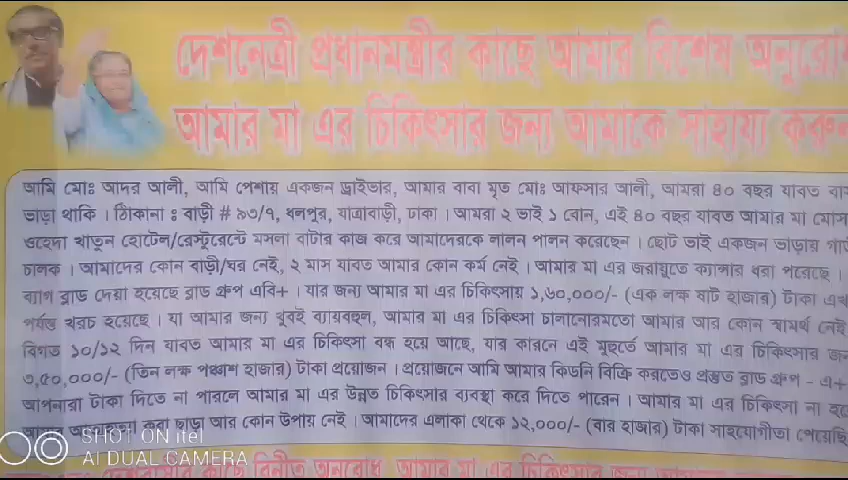 দেশনেত্রী প্রধানমন্ত্রীর কাছে আমার বিশেষ অনুরোধ
আমার মা এর চিকিৎসার জন্য আমাকে সাহায্য করুন
আমি মোঃ আদর আলী, আমি পেশায় একজন ড্রাইভার, আমার বাবা মৃত মোঃ আফসার আলী, আমরা ৪০ বছর যাবত
ভাড়া থাকি । ঠিকানা : বাড়ী # ৯৩/৭, ধলপুর, যাত্রাবাড়ী, ঢাকা । আমরা ২ ভাই ১ বোন, এই ৪০ বছর যাবত আমার মা
ওহেদা খাতুন হোটেল/রেস্টুরেন্টে মসলা বাটার কাজ করে আমাদেরকে লালন পালন করেছেন । ছোট ভাই একজন ভাড়ায়
চালক । আমাদের কোন বাড়ী/ঘর নেই, ২ মাস যাবত আমার কোন কর্ম নেই । আমার মা এর জরায়ুতে ক্যান্সার ধরা পরেছে ।
ব্যাগ ব্লাড দেয়া হয়েছে ব্লাড গ্রুপ এবি+ । যার জন্য আমার মা এর চিকিৎসায় ১,৬০,০০০/- (এক লক্ষ ষাট হাজার) টাকা
পর্যন্ত খরচ হয়েছে । যা আমার জন্য খুবই ব্যায়বহুল, আমার মা এর চিকিৎসা চালানোরমতো আমার আর কোন স্বামর্থ নেই
বিগত ১০/১২ দিন যাবত আমার মা এর চিকিৎসা বন্ধ হয়ে আছে, যার কারনে এই মুহুর্তে আমার মা এর চিকিৎসার
৩,৫০,০০০/- (তিন লক্ষ পঞ্চাশ হাজার) টাকা প্রয়োজন । প্রয়োজনে আমি আমার কিডনি বিক্রি করতেও প্রস্তুত ব্লাড গ্রুপ - এ+
আপনারা টাকা দিতে না পারলে আমার মা এর উন্নত চিকিৎসার ব্যবস্থা করে দিতে পারেন । আমার মা এর চিকিৎসা না
করা ছাড়া আর কোন উপায় নেই । আমাদের এলাকা থেকে ১২,০০০/- (বার হাজার) টাকা সাহযোগীতা পেয়েছি
SHOT ON itel
AI DUAL CAMERA
কাছে বিনীত অনুরোধ, আমার মা এর চিকিৎসার জন্য